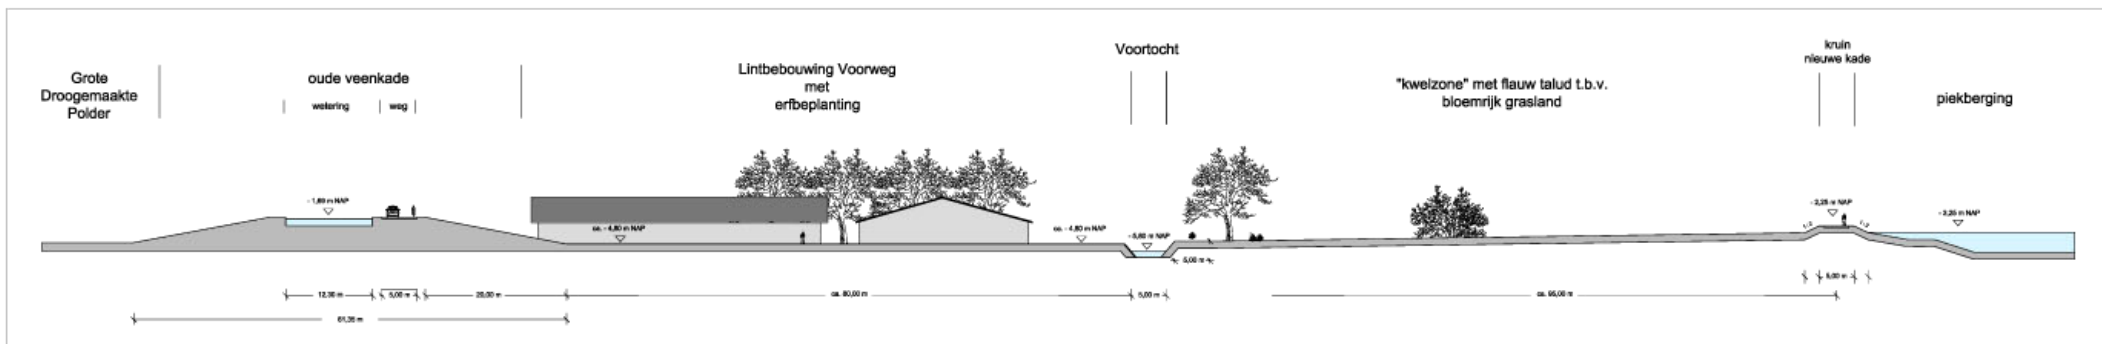 Grote
Droogemaakte
Polder
oude veenkade
wetering
weg
Lintbebouwing Voorweg
met
erfbeplanting
Voortocht
"kwelzone" met flauw talud t.b.v.
bloemrijk grasland
kruin
nieuwe kade
piekberging
- 1,69 m NAP
ca. - 4,80 m NAP
ca. - 4,80 m NAP
- 5,60 m NAP
- 2,25 m NAP
- 3,25 m NAP
5,00 m
12,30 m
5,00 m
20,00 m
ca. 80,00 m
5,00 m
ca. 95,00 m
5,00 m
61,35 m